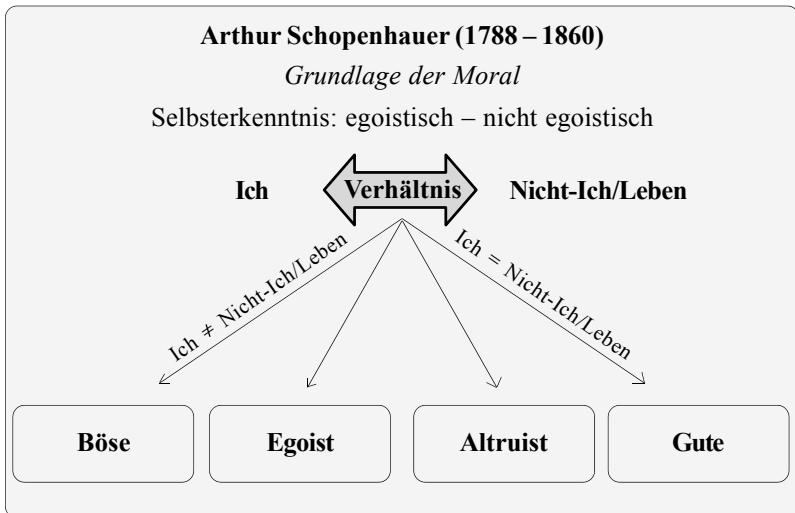 Arthur Schopenhauer (1788 – 1860)
Grundlage der Moral
Selbsterkenntnis: egoistisch – nicht egoistisch
Ich Verhältnis Nicht-Ich/Leben
Ich ≠ Nicht-Ich/Leben
Ich = Nicht-Ich/Leben
Böse Egoist Altruist Gute